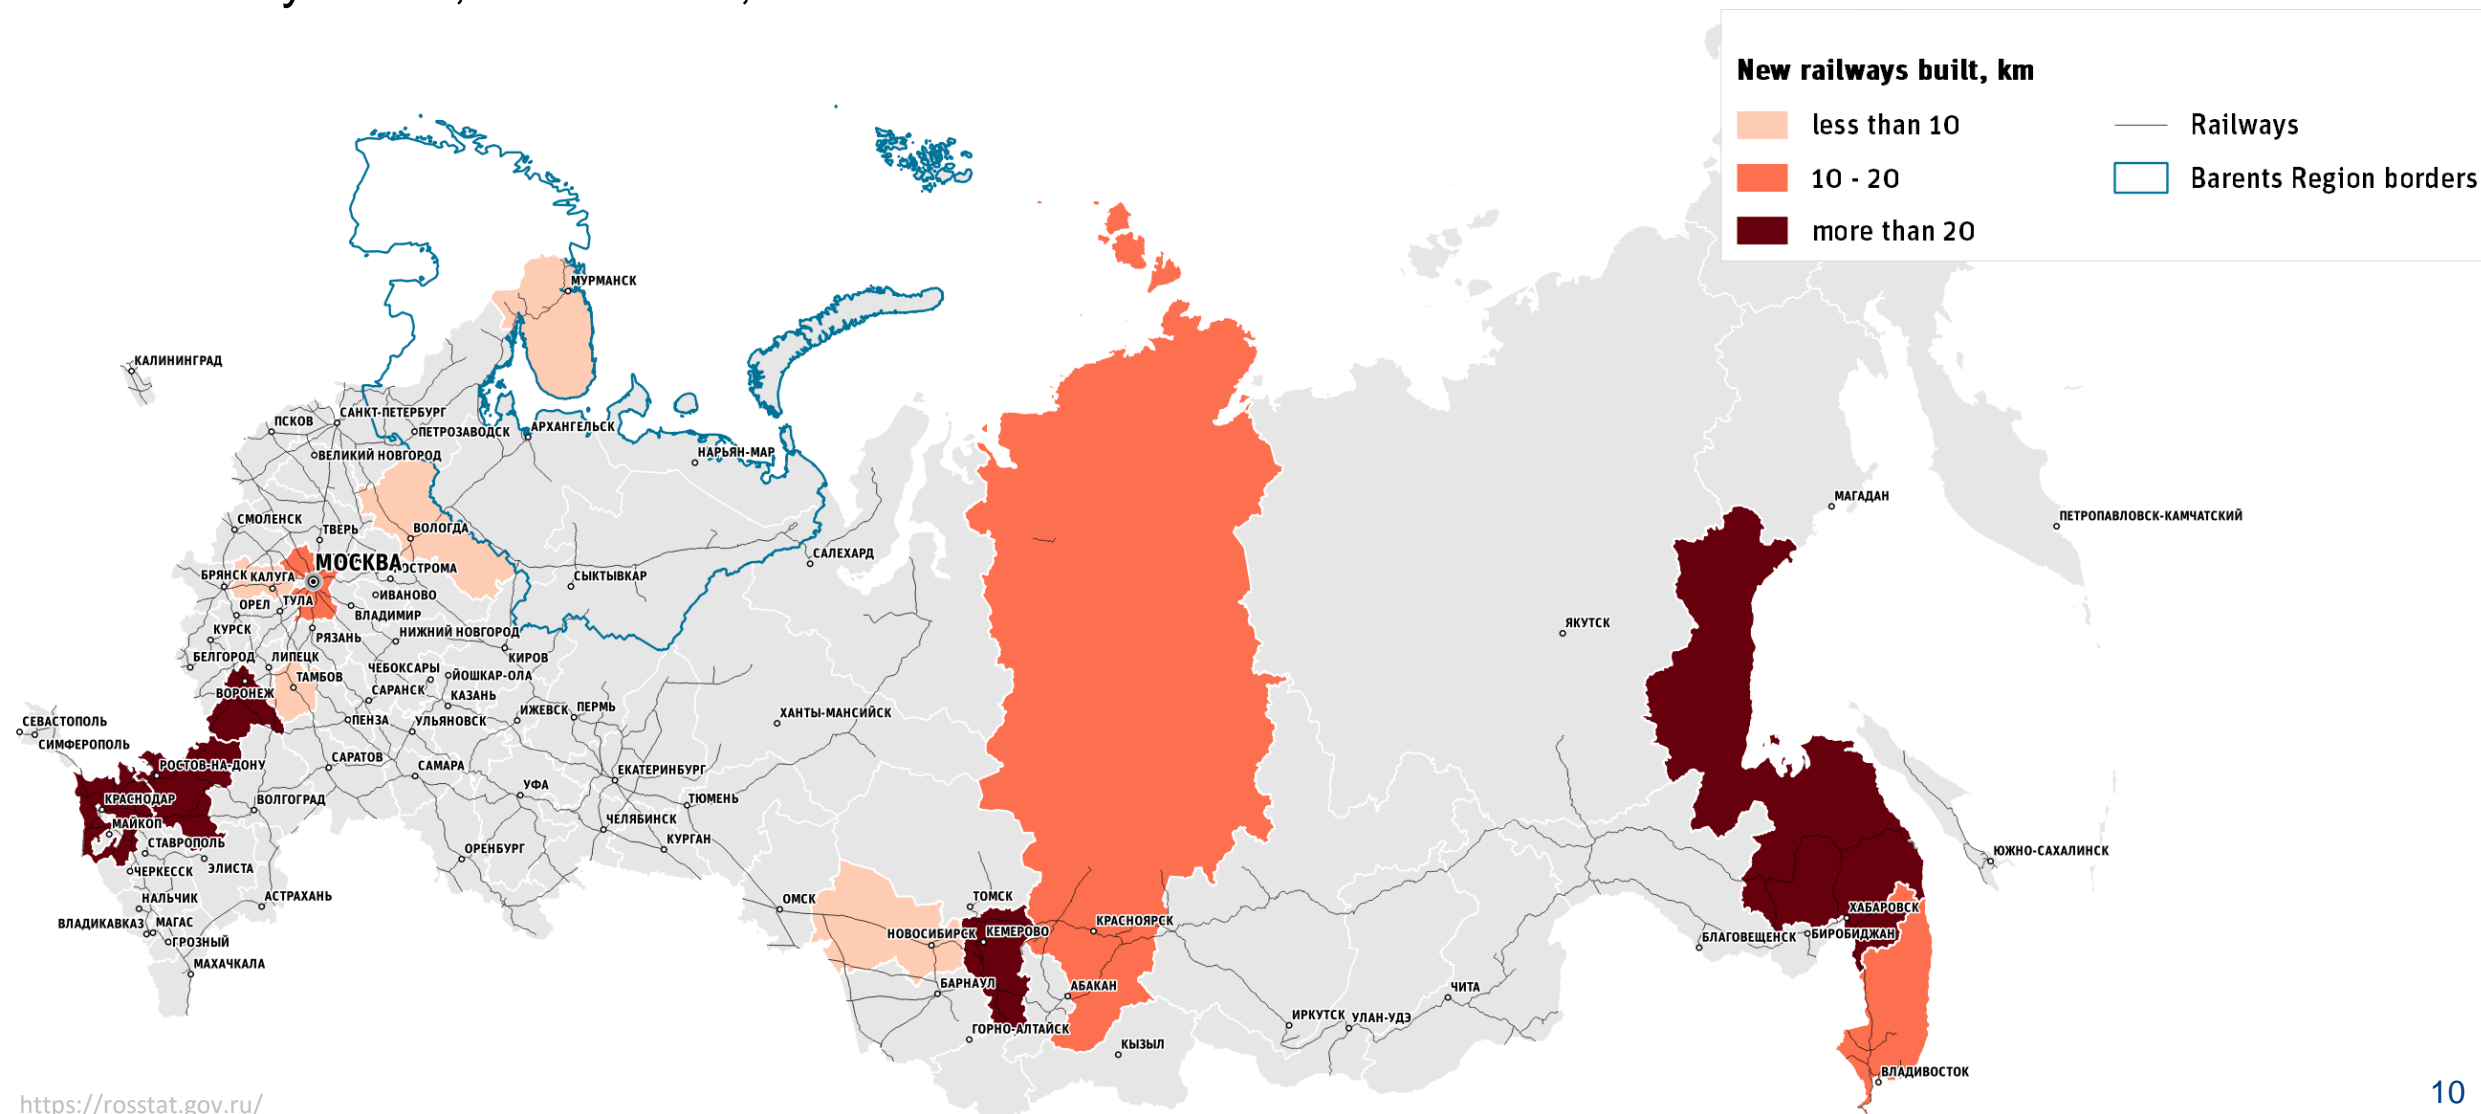 New railways built, km
less than 10
10 - 20
more than 20
Railways
Barents Region borders
МУРМАНСК
КАЛИНИНГРАД
САНКТ-ПЕТЕРБУРГ
ПСКОВ
ПЕТРОЗАВОДСК
АРХАНГЕЛЬСК
ВЕЛИКИЙ НОВГОРОД
НАРЬЯН-МАР
МАГАДАН
ПЕТРОПАВЛОВСК-КАМЧАТСКИЙ
СМОЛЕНСК
ТВЕРЬ
ВОЛОГДА
САЛЕХАРД
МОСКВА
ОСТРОМА
БРЯНСК
КАЛУГА
СЫКТЫВКАР
ИВАНОВО
ОРЕЛ
ТУЛА
ВЛАДИМИР
ЯКУТСК
КУРСК
РЯЗАНЬ
НИЖНИЙ НОВГОРОД
БЕЛГОРОД
ЛИПЕЦК
КИРОВ
ЧЕБОКСАРЫ
ЙОШКАР-ОЛА
ТАМБОВ
САРАНСК
КАЗАНЬ
ВОРОНЕЖ
ИЖЕВСК
ПЕРМЬ
ХАНТЫ-МАНСИЙСК
СЕВАСТОПОЛЬ
ПЕНЗА
УЛЬЯНОВСК
СИМФЕРОПОЛЬ
РОСТОВ-НА-ДОНУ
САРАТОВ
САМАРА
ЕКАТЕРИНБУРГ
УФА
ТЮМЕНЬ
КРАСНОДАР
ВОЛГОГРАД
ЧЕЛЯБИНСК
МАЙКОП
КУРГАН
СТАВРОПОЛЬ
ОРЕНБУРГ
ЮЖНО-САХАЛИНСК
ЧЕРКЕССК
ЭЛИСТА
НАЛЬЧИК
АСТРАХАНЬ
ОМСК
ТОМСК
ХАБАРОВСК
ВЛАДИКАВКАЗ
МАГАС
КРАСНОЯРСК
НОВОСИБИРСК
КЕМЕРОВО
БЛАГОВЕЩЕНСК
БИРОБИДЖАН
ГРОЗНЫЙ
МАХАЧКАЛА
БАРНАУЛ
АБАКАН
ЧИТА
ИРКУТСК
УЛАН-УДЭ
ГОРНО-АЛТАЙСК
КЫЗЫЛ
ВЛАДИВОСТОК
https://rosstat.gov.ru/
10